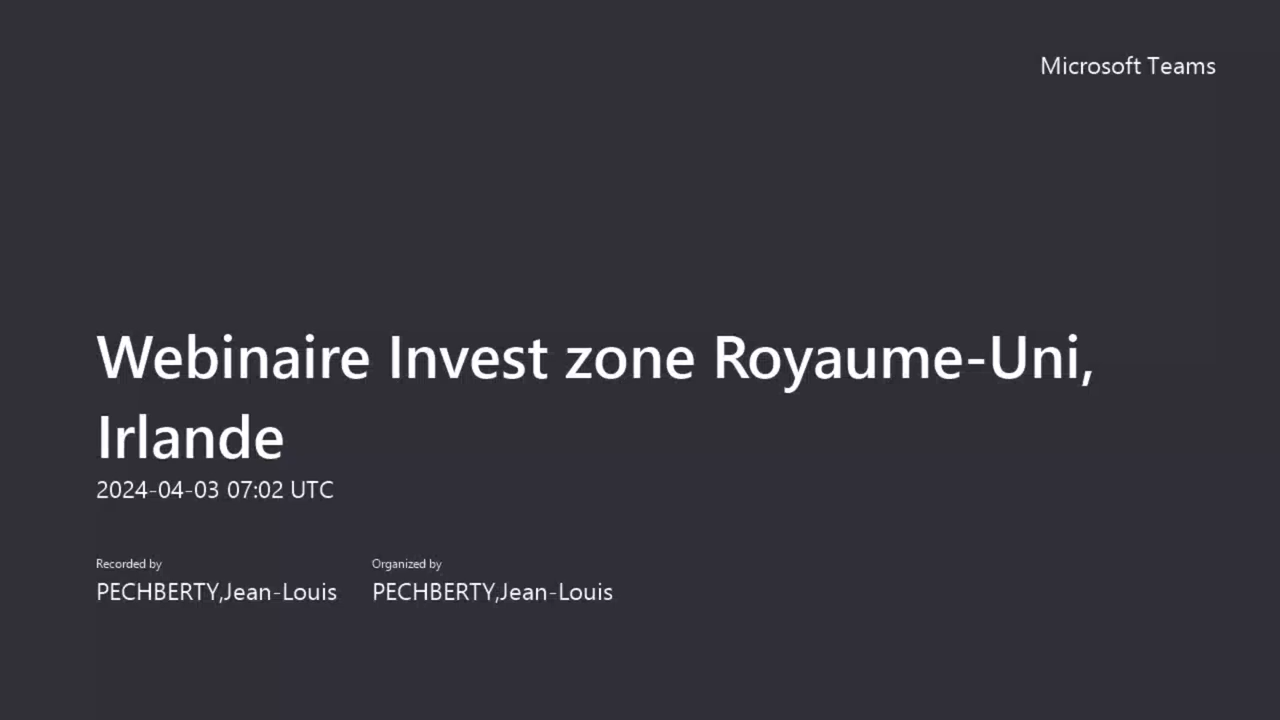 Microsoft Teams
Webinaire Invest zone Royaume-Uni,
Irlande
2024-04-03 07:02 UTC
Recorded by
PECHBERTY,Jean-Louis
Organized by
PECHBERTY,Jean-Louis